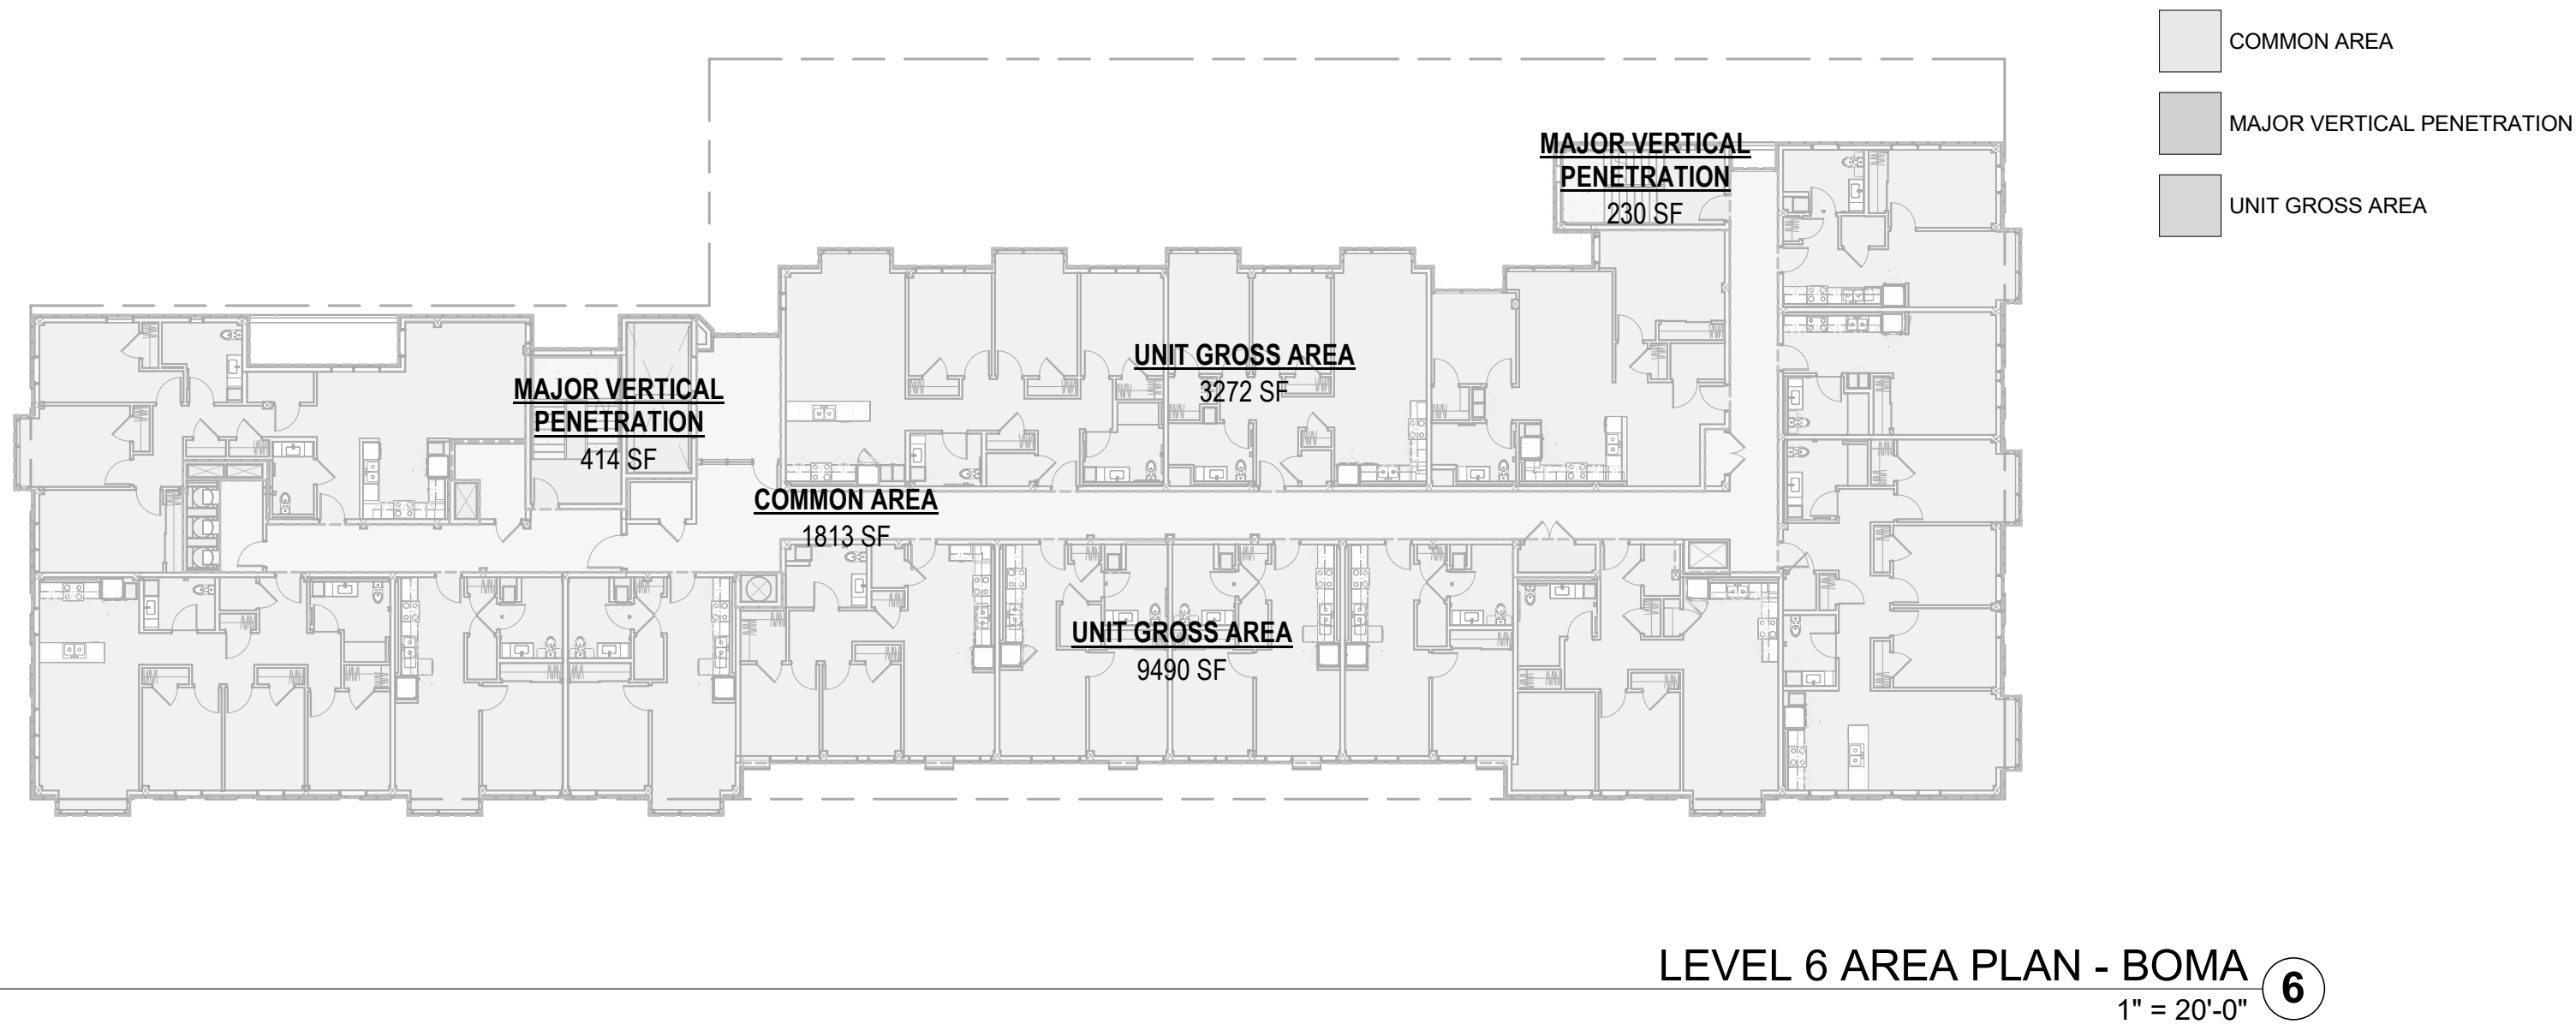 COMMON AREA
MAJOR VERTICAL PENETRATION
UNIT GROSS AREA
MAJOR VERTICAL
PENETRATION
230 SF
UNIT GROSS AREA
3272 SF
MAJOR VERTICAL
PENETRATION
414 SF
COMMON AREA
1813 SF
UNIT GROSS AREA
9490 SF
LEVEL 6 AREA PLAN - BOMA
6
1" = 20'-0"